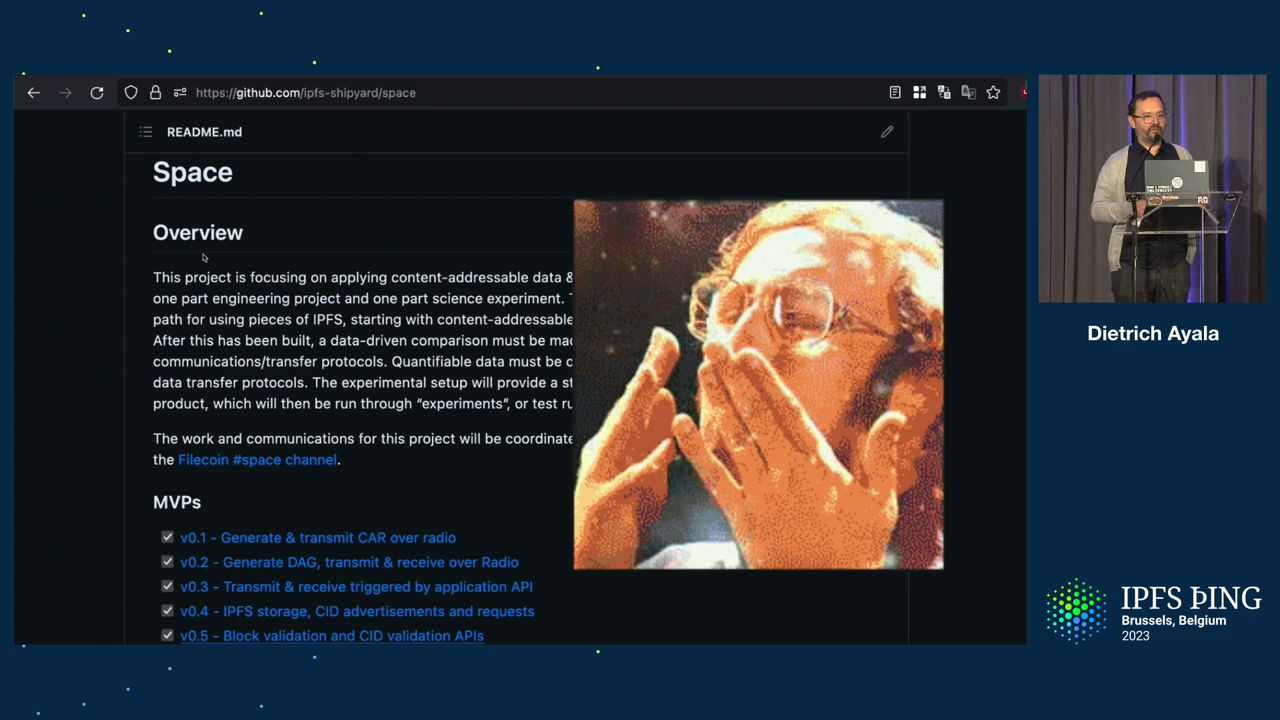 https://github.com/ipfs-shipyard/space
README.md
Space
Overview
This project is focusing on applying content-addressable data &
one part engineering project and one part science experiment.
path for using pieces of IPFS, starting with content-addressable
After this has been built, a data-driven comparison must be
communications/transfer protocols. Quantifiable data must be
data transfer protocols. The experimental setup will provide a
product, which will then be run through “experiments”, or test
The work and communications for this project will be
the Filecoin #space channel.
MVPs
v0.1 - Generate & transmit CAR over radio
v0.2 - Generate DAG, transmit & receive over Radio
v0.3 - Transmit & receive triggered by application API
v0.4 - IPFS storage, CID advertisements and requests
v0.5 - Block validation and CID validation APIs
Dietrich Ayala
IPFS ÞING
Brussels, Belgium
2023